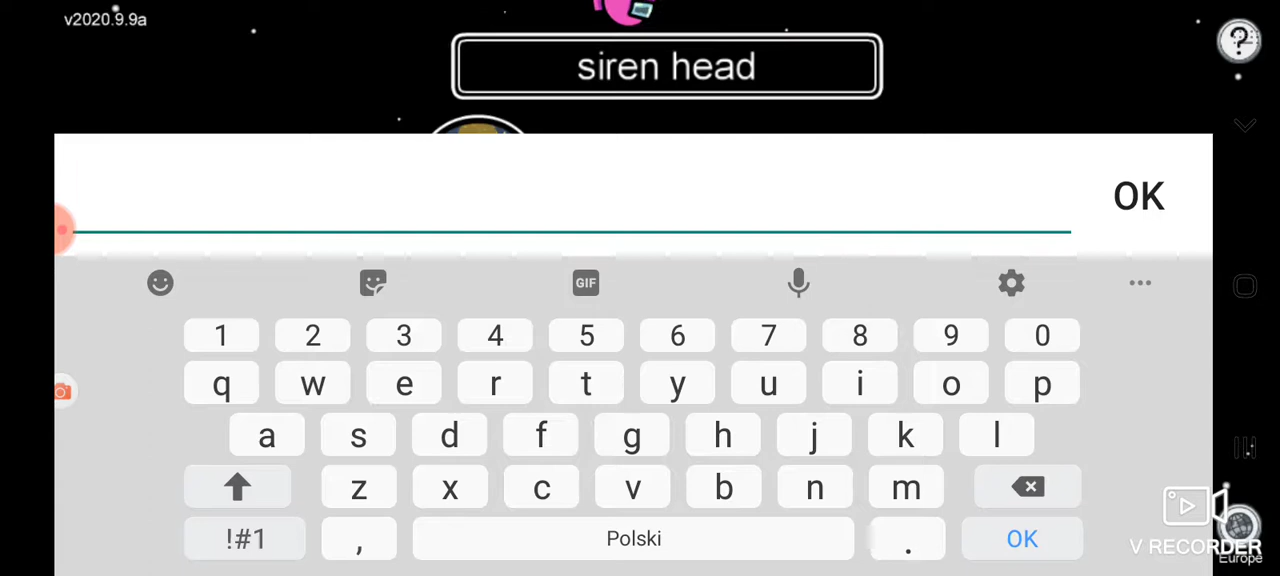 v2020.9.9a
siren head
OK
GIF
1 2 3 4 5 6 7 8 9 0
q w e r t y u i o p
a s d f g h j k l
z x c v b n m
!#1 , Polski . OK
V RECORDER
Europe